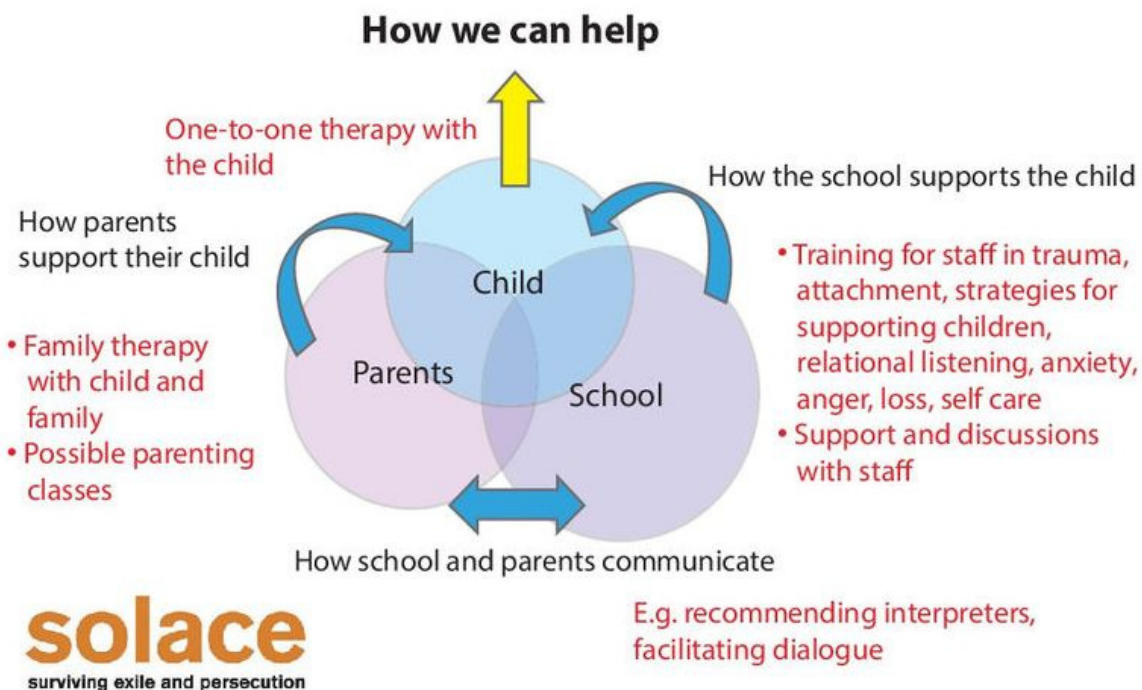 How we can help
One-to-one therapy with
the child
How the school supports the child
How parents
support their child
Child
• Training for staff in trauma,
attachment, strategies for
supporting children,
relational listening, anxiety,
anger, loss, self care
• Support and discussions
with staff
• Family therapy
with child and
family
• Possible parenting
classes
Parents
School
How school and parents communicate
E.g. recommending interpreters,
facilitating dialogue
solace
surviving exile and persecution